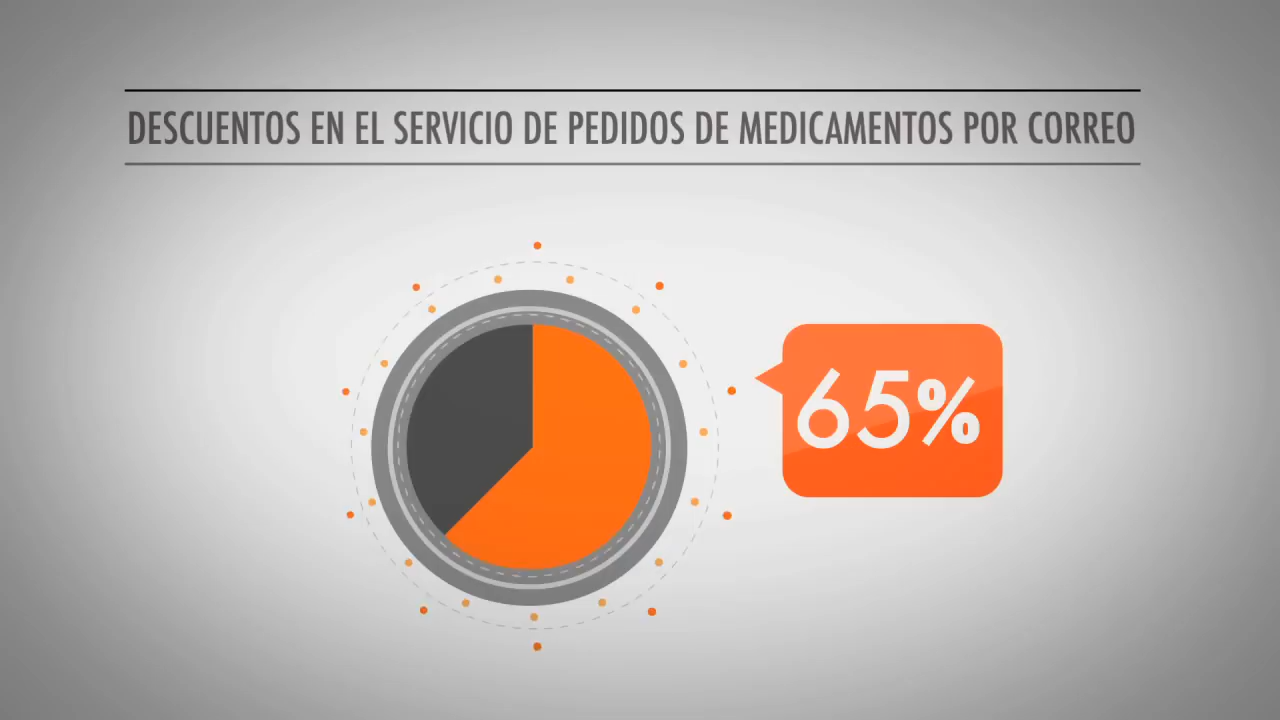 DESCUENTOS EN EL SERVICIO DE PEDIDOS DE MEDICAMENTOS POR CORREO
65%